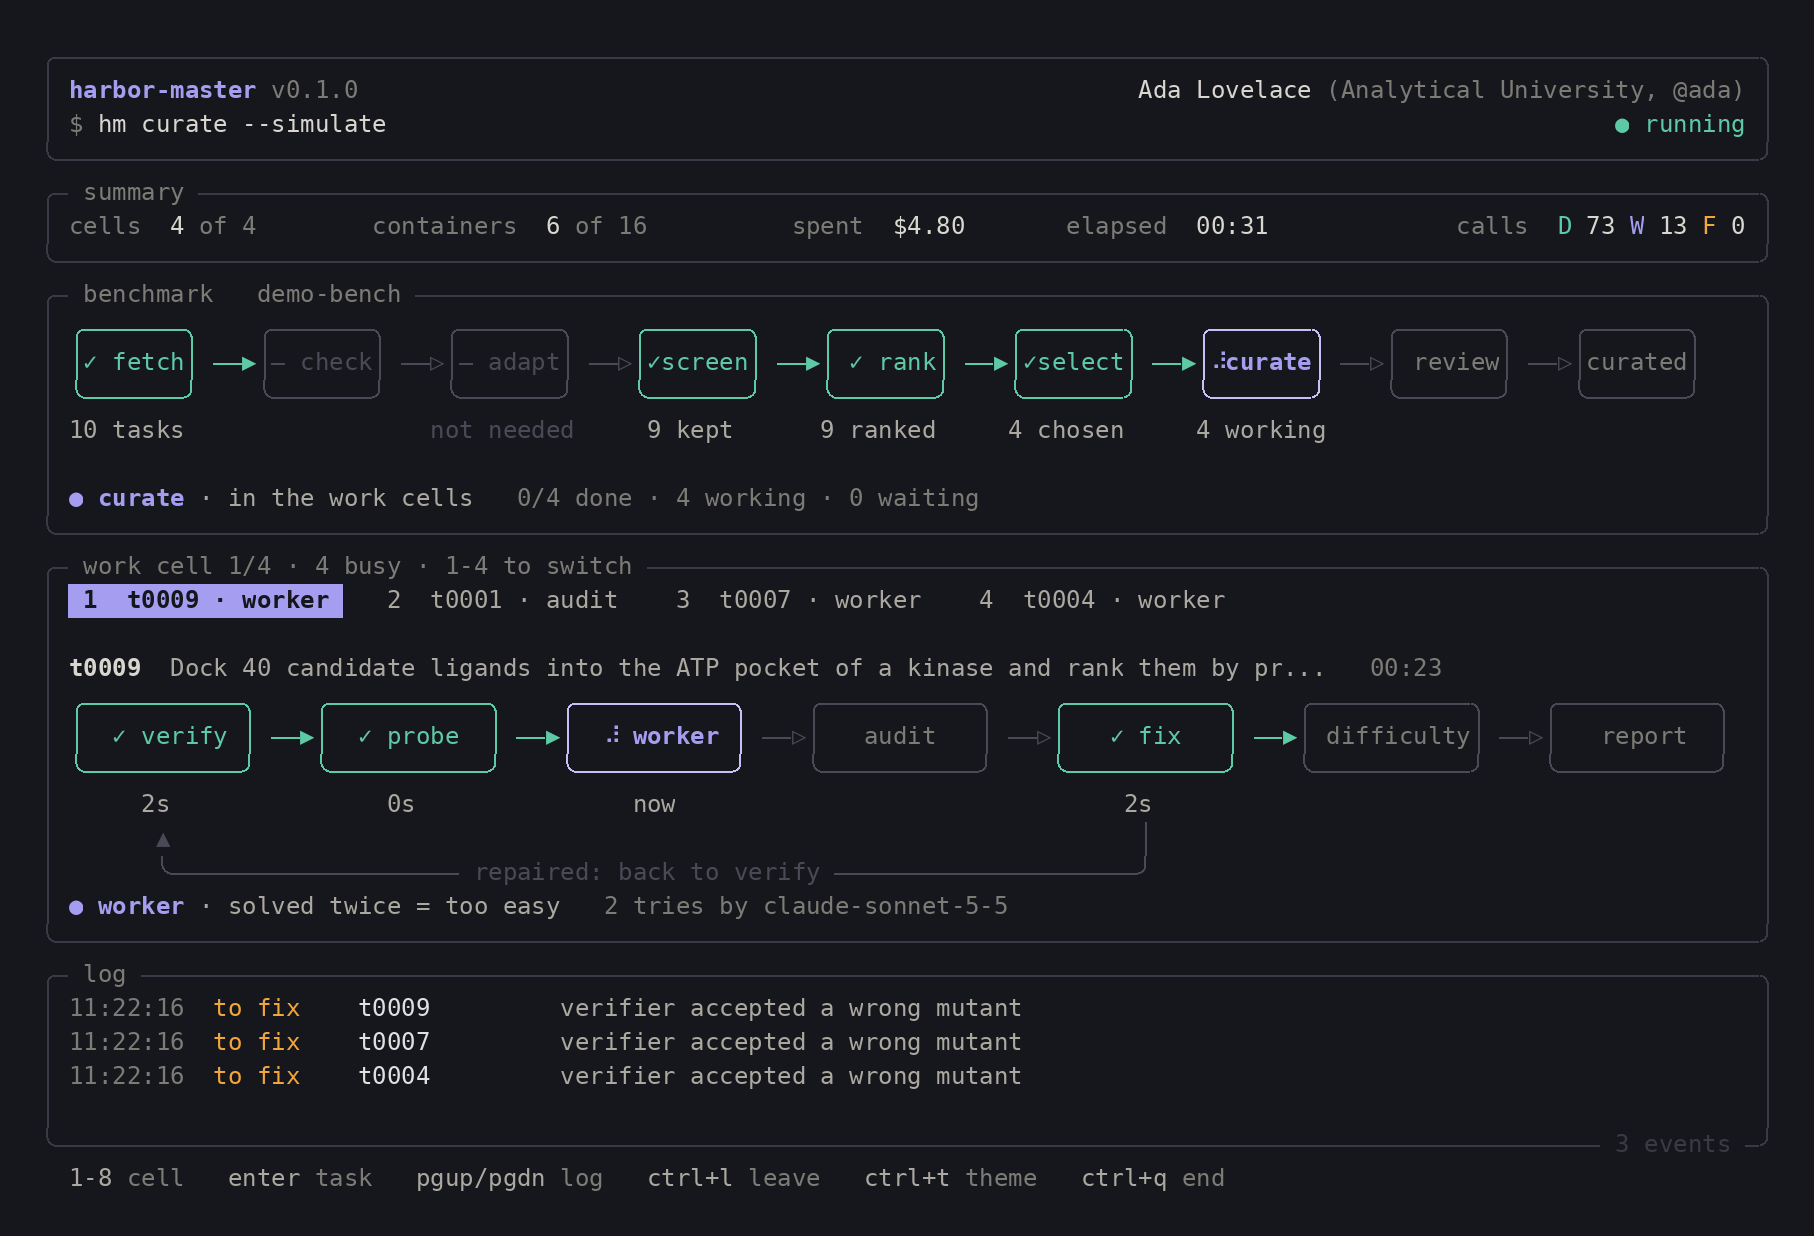 harbor-master v0.1.0 Ada Lovelace (Analytical University, @ada)
$ hm curate --simulate ● running
summary
cells 4 of 4 containers 6 of 16 spent $4.80 elapsed 00:31 calls D 73 W 13 F 0
benchmark demo-bench
✓ fetch — check — adapt ✓screen ✓ rank ✓select ⠼curate review curated
10 tasks not needed 9 kept 9 ranked 4 chosen 4 working
● curate · in the work cells 0/4 done · 4 working · 0 waiting
work cell 1/4 · 4 busy · 1-4 to switch
1 t0009 · worker 2 t0001 · audit 3 t0007 · worker 4 t0004 · worker
t0009 Dock 40 candidate ligands into the ATP pocket of a kinase and rank them by pr... 00:23
✓ verify ✓ probe ⠼ worker audit ✓ fix difficulty report
2s 0s now 2s
repaired: back to verify
● worker · solved twice = too easy 2 tries by claude-sonnet-5-5
log
11:22:16 to fix t0009 verifier accepted a wrong mutant
11:22:16 to fix t0007 verifier accepted a wrong mutant
11:22:16 to fix t0004 verifier accepted a wrong mutant
3 events
1-8 cell enter task pgup/pgdn log ctrl+l leave ctrl+t theme ctrl+q end